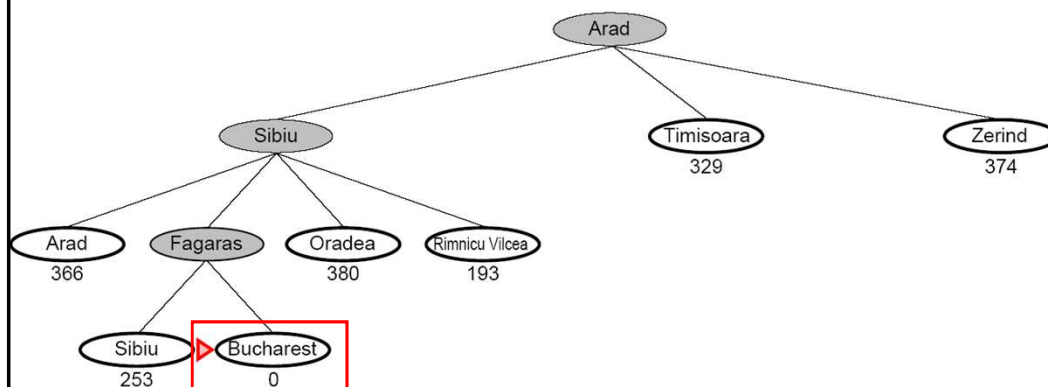 Arad
Sibiu Timisoara Zerind
329 374
Arad Fagaras Oradea Rimnicu Vilcea
366 380 193
Sibiu Bucharest
253 0